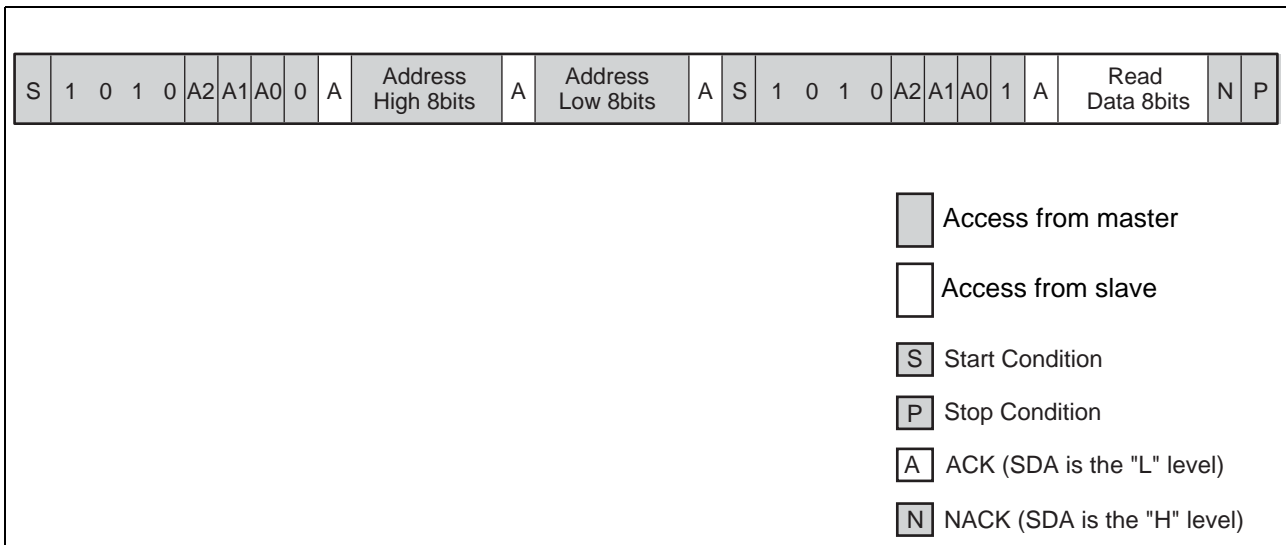 S 1 0 1 0 A2 A1 A0 0 A Address High 8bits A Address Low 8bits A S 1 0 1 0 A2 A1 A0 1 A Read Data 8bits N P
Access from master
Access from slave
S Start Condition
P Stop Condition
A ACK (SDA is the "L" level)
N NACK (SDA is the "H" level)